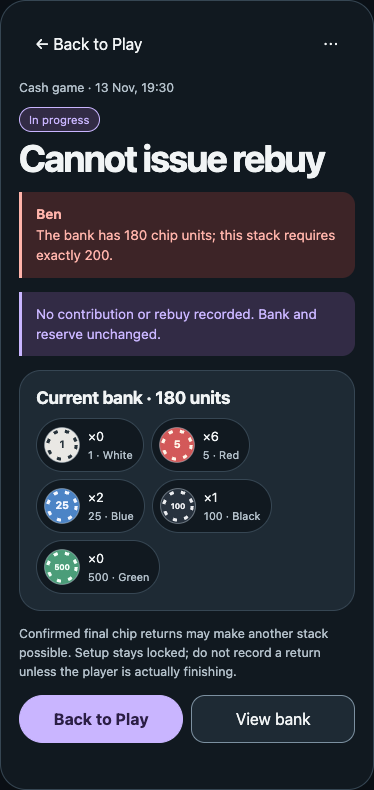 ← Back to Play
...
Cash game · 13 Nov, 19:30
In progress
Cannot issue rebuy
Ben
The bank has 180 chip units; this stack requires
exactly 200.
No contribution or rebuy recorded. Bank and
reserve unchanged.
Current bank · 180 units
1
×0
1 · White
5
×6
5 · Red
25
×2
25 · Blue
100
×1
100 · Black
500
×0
500 · Green
Confirmed final chip returns may make another stack
possible. Setup stays locked; do not record a return
unless the player is actually finishing.
Back to Play
View bank